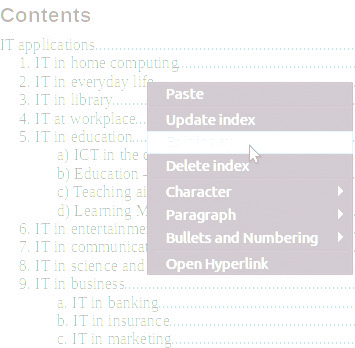 Contents
IT applications
1. IT in home computing
2. IT in everyday life
3. IT in library
4. IT at workplace
5. IT in education
a) ICT in the
b) Education -
c) Teaching
d) Learning
6. IT in
7. IT in
8. IT in science and
9. IT in business
a. IT in banking
b. IT in insurance
c. IT in marketing
Paste
Update index
Delete index
Character
Paragraph
Bullets and Numbering
Open Hyperlink